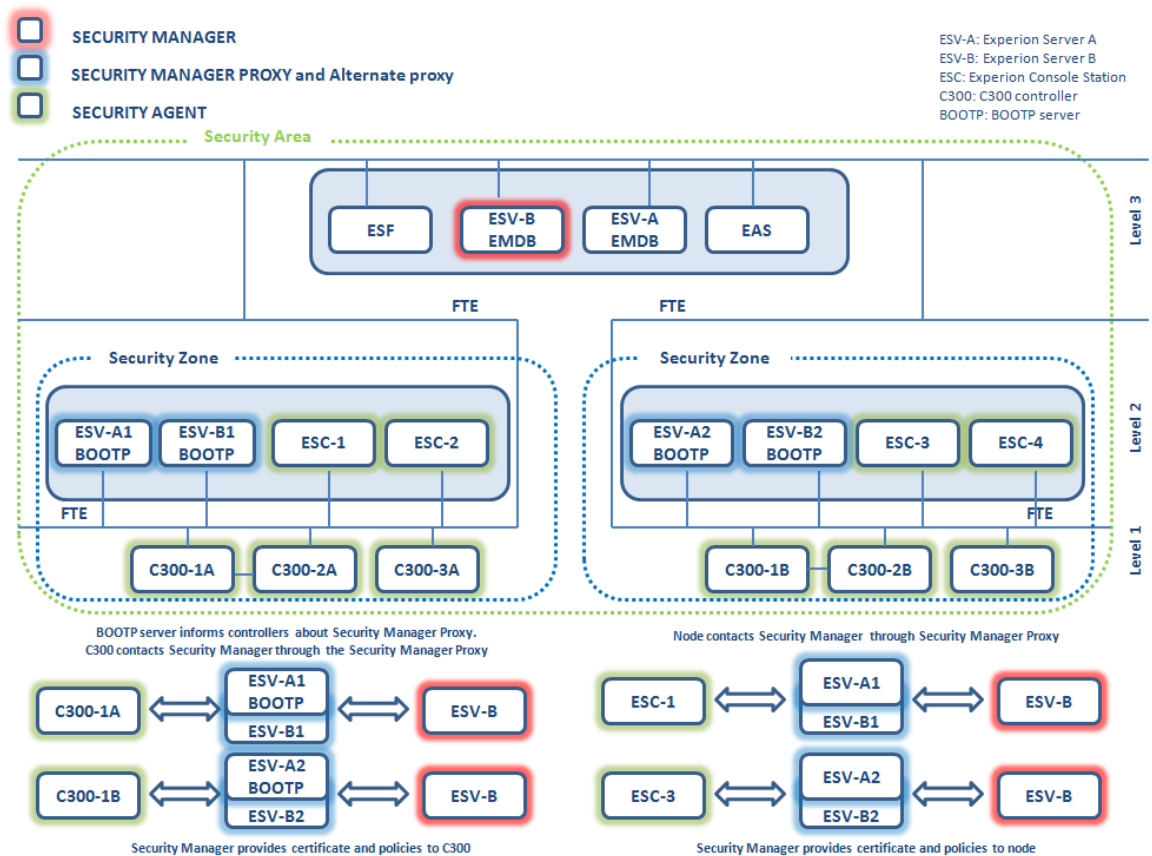 SECURITY MANAGER
SECURITY MANAGER PROXY and Alternate proxy
SECURITY AGENT
ESV-A: Experion Server A
ESV-B: Experion Server B
ESC: Experion Console Station
C300: C300 controller
BOOTP: BOOTP server
Security Area
Level 3
ESF
ESV-B
EMDB
ESV-A
EMDB
EAS
FTE
FTE
Security Zone
Security Zone
Level 2
ESV-A1
BOOTP
ESV-B1
BOOTP
ESC-1
ESC-2
ESV-A2
BOOTP
ESV-B2
BOOTP
ESC-3
ESC-4
FTE
FTE
Level 1
C300-1A
C300-2A
C300-3A
C300-1B
C300-2B
C300-3B
BOOTP server informs controllers about Security Manager Proxy.
C300 contacts Security Manager through the Security Manager Proxy
C300-1A
ESV-A1
BOOTP
ESV-B1
ESV-B
C300-1B
ESV-A2
BOOTP
ESV-B2
ESV-B
Security Manager provides certificate and policies to C300
Node contacts Security Manager through Security Manager Proxy
ESC-1
ESV-A1
ESV-B1
ESV-B
ESC-3
ESV-A2
ESV-B2
ESV-B
Security Manager provides certificate and policies to node